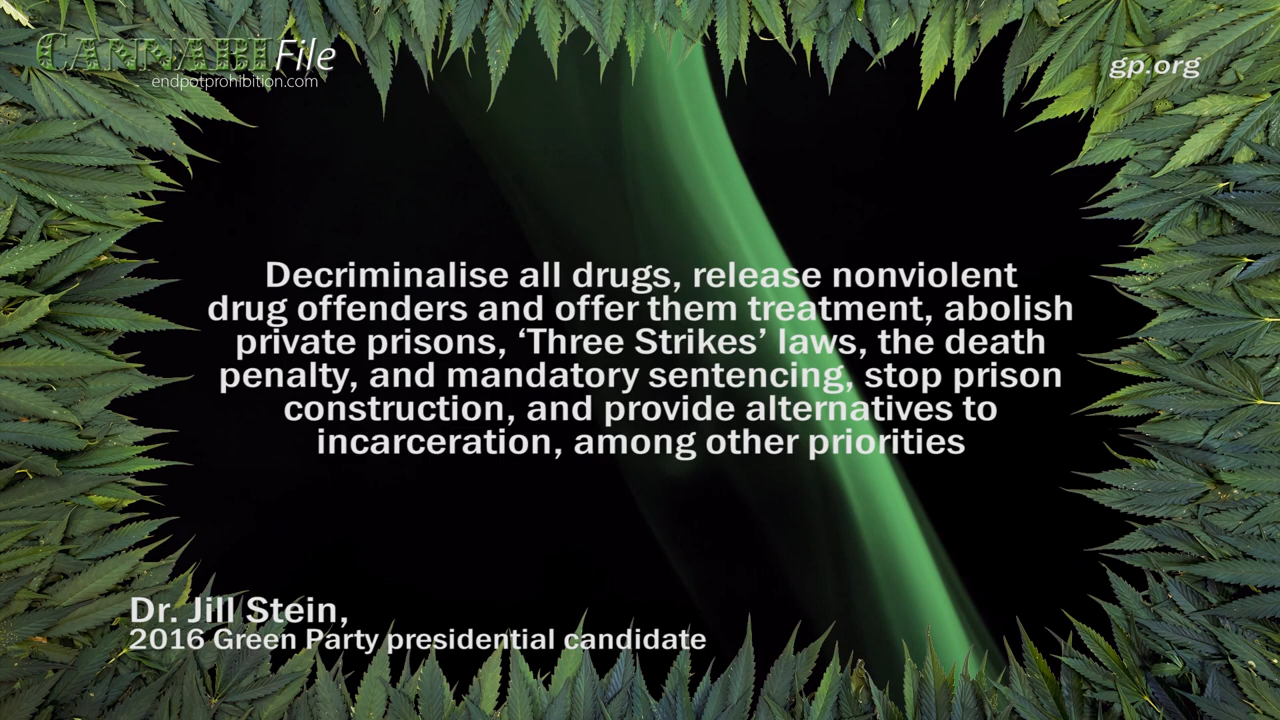 CANNABIFile
endpotprohibition.com
gp.org
Decriminalise all drugs, release nonviolent
drug offenders and offer them treatment, abolish
private prisons, ‘Three Strikes’ laws, the death
penalty, and mandatory sentencing, stop prison
construction, and provide alternatives to
incarceration, among other priorities
Dr. Jill Stein,
2016 Green Party presidential candidate